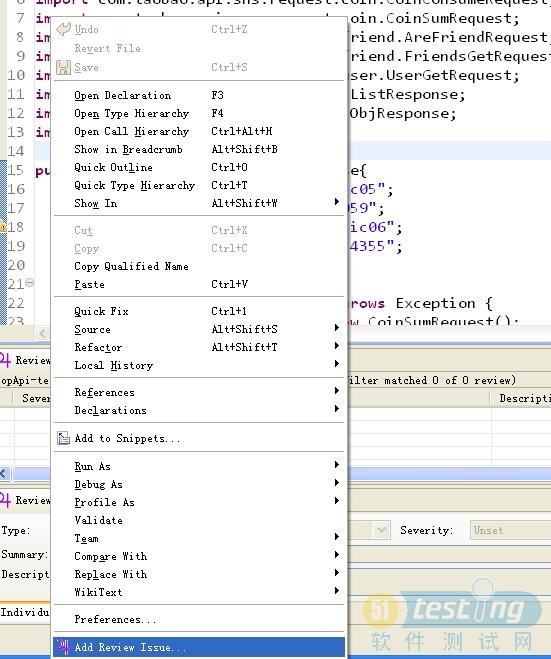 6 import com.taobao.api.sns.request.coin.CoinConsumeRequest;
7 im oin.CoinSumRequest;
8 im friend.AreFriendRequest
9 im friend.FriendsGetReques
10 im ser.UserGetRequest;
11 im ListResponse;
12 im ObjResponse;
13 im
14
15 pu se{
16 ic05";
17 59";
18 ic06";
19 4355";
20
21
22 rows Exception {
23 w CoinSumRequest();
Undo Ctrl+Z
Revert File
Save Ctrl+S
Open Declaration F3
Open Type Hierarchy F4
Open Call Hierarchy Ctrl+Alt+H
Show in Breadcrumb Alt+Shift+B
Quick Outline Ctrl+O
Quick Type Hierarchy Ctrl+T
Show In Alt+Shift+W
Cut Ctrl+X
Copy Ctrl+C
Copy Qualified Name
Paste Ctrl+V
Quick Fix Ctrl+1
Source Alt+Shift+S
Refactor Alt+Shift+T
Local History
References
Declarations
Add to Snippets...
Run As
Debug As
Profile As
Validate
Team
Compare With
Replace With
WikiText
Preferences...
Add Review Issue...
Review
opApi-te ilter matched 0 of 0 review)
Sever Descripti
Review
Type: Severity: Unset
Summary:
Descript
Individu
51 testing
软件测试网